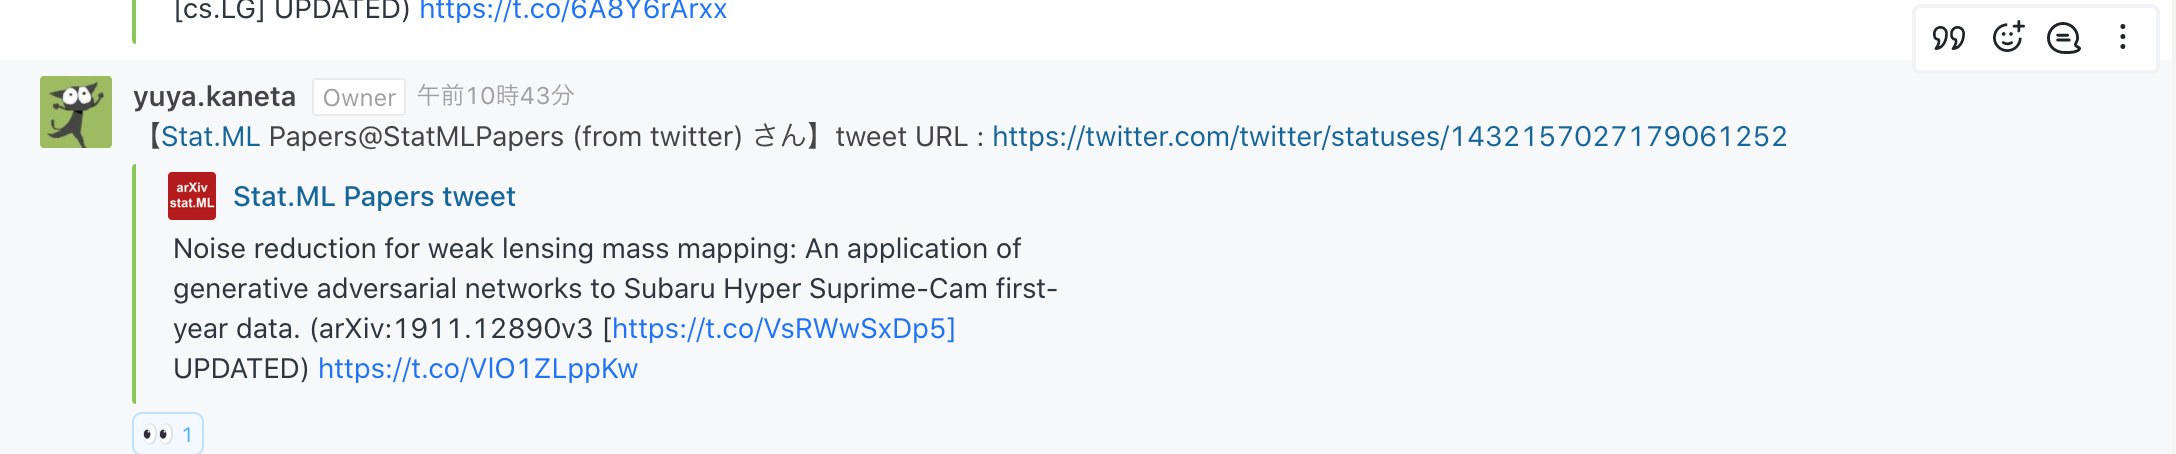 [cs.LG] UPDATED) https://t.co/6A8Y6rArxx
yuya.kaneta Owner 午前10時43分
【Stat.ML Papers@StatMLPapers (from twitter) さん】tweet URL : https://twitter.com/twitter/statuses/1432157027179061252
arXiv
stat.ML
Stat.ML Papers tweet
Noise reduction for weak lensing mass mapping: An application of
generative adversarial networks to Subaru Hyper Suprime-Cam first-
year data. (arXiv:1911.12890v3 [https://t.co/VsRWwSxDp5]
UPDATED) https://t.co/VlO1ZLppKw
👀 1